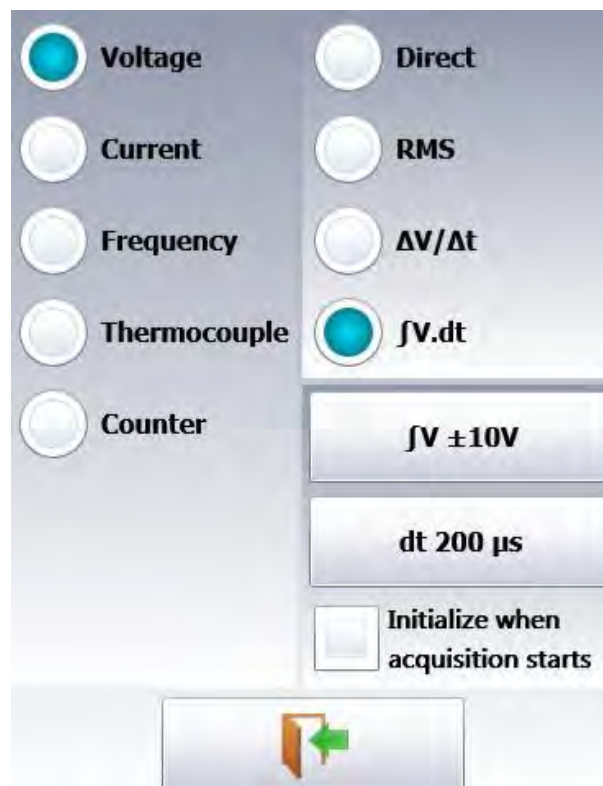 Voltage
Current
Frequency
Thermocouple
Counter
Direct
RMS
ΔV/Δt
∫V.dt
∫V ±10V
dt 200 µs
Initialize when
acquisition starts